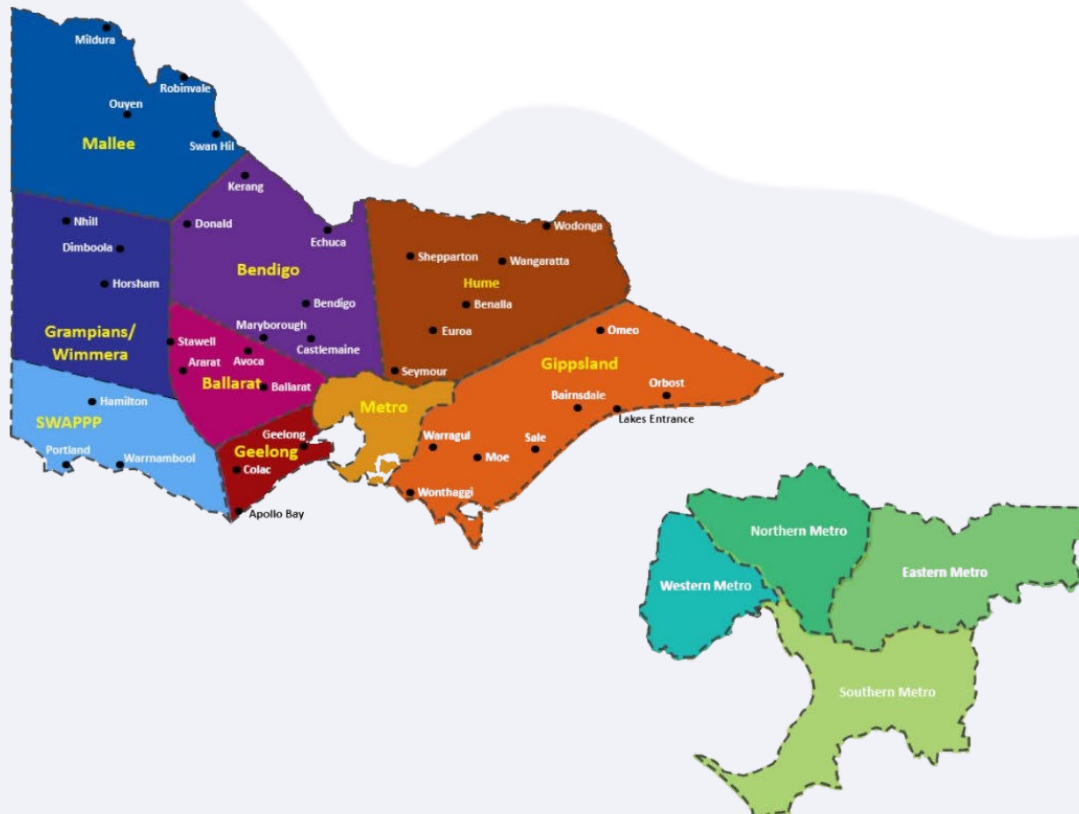 Mildura
Robinvale
Ouyen
Mallee
Swan Hil
Kerang
Nhill
Donald
Echuca
Wodonga
Dimboola
Shepparton
Wangaratta
Bendigo
Horsham
Hume
Bendigo
Benalla
Grampians/
Wimmera
Maryborough
Euroa
Omeo
Stawell
Castlemaine
Avoca
Ararat
Seymour
Gippsland
Ballarat
Ballarat
Orbost
Hamilton
Bairnsdale
Metro
SWAPPP
Lakes Entrance
Geelong
Warragul
Sale
Geelong
Portland
Warrnambool
Colac
Moe
Wonthaggi
Apollo Bay
Northern Metro
Western Metro
Eastern Metro
Southern Metro